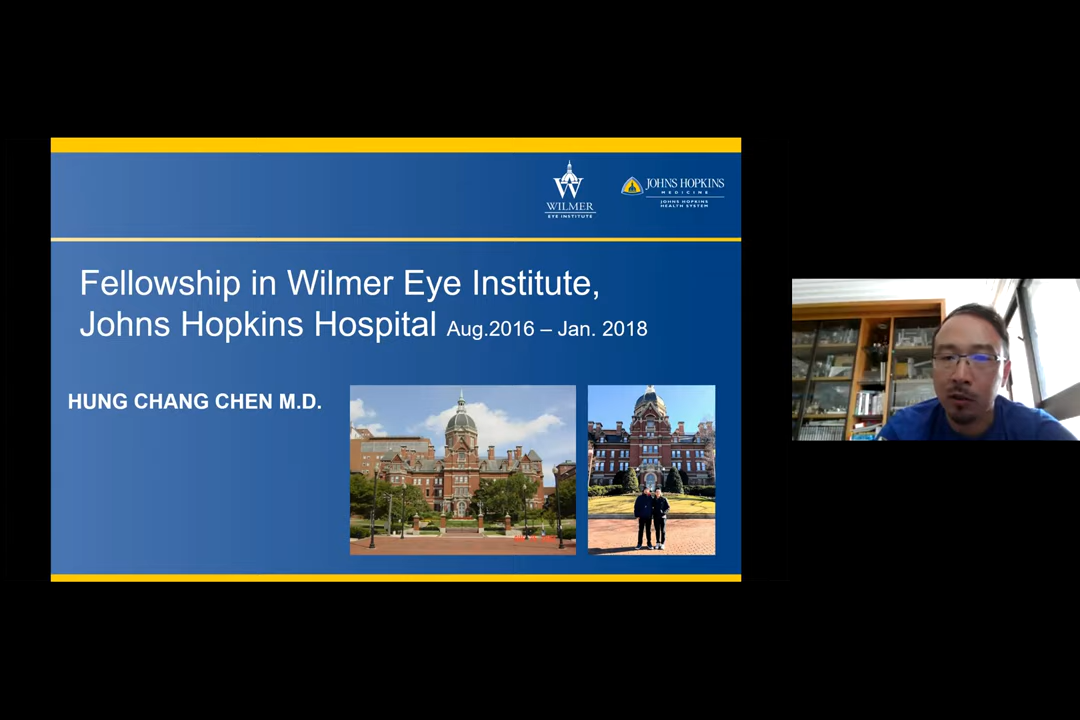 WILMER
EYE INSTITUTE
JOHNS HOPKINS
MEDICINE
JOHNS HOPKINS
HEALTH SYSTEM
Fellowship in Wilmer Eye Institute,
Johns Hopkins Hospital Aug.2016 – Jan. 2018
HUNG CHANG CHEN M.D.